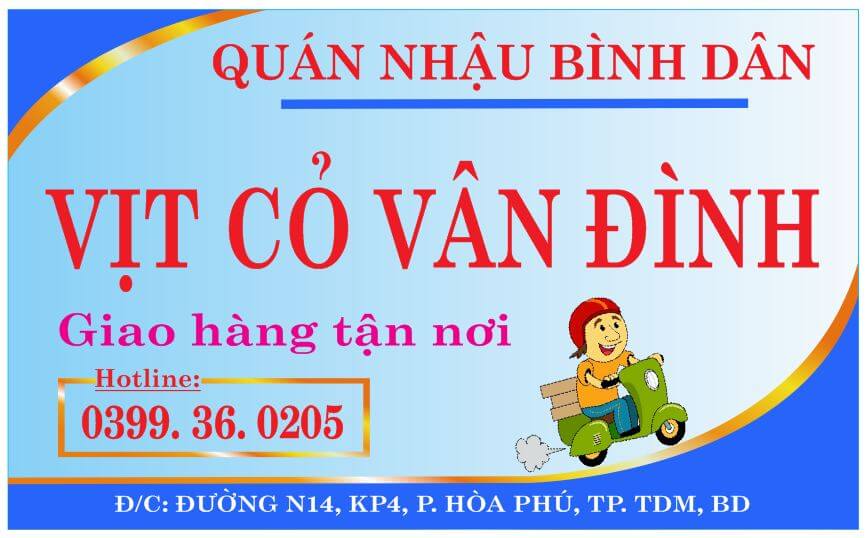 QUÁN NHẬU BÌNH DÂN
VỊT CỎ VÂN ĐÌNH
Giao hàng tận nơi
Hotline:
0399. 36. 0205
Đ/C: ĐƯỜNG N14, KP4, P. HÒA PHÚ, TP. TDM, BD